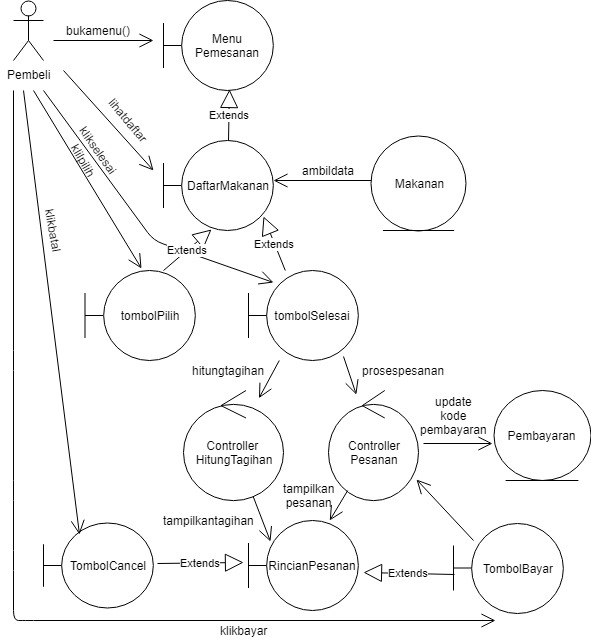 bukamenu()
Menu
Pemesanan
Pembeli
Extends
lihatdaftar
klikselesai
klilpilih
DaftarMakanan
ambildata
Makanan
klikbatal
Extends
Extends
tombolPilih
tombolSelesai
hitungtagihan
prosespesanan
update
kode
pembayaran
Controller
HitungTagihan
Controller
Pesanan
Pembayaran
tampilkan
pesanan
tampilkantagihan
TombolCancel
Extends
RincianPesanan
Extends
TombolBayar
klikbayar